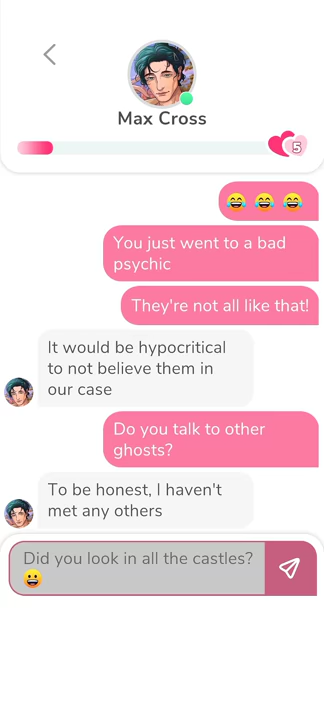 Max Cross
5
😂 😂 😂
You just went to a bad
psychic
They're not all like that!
It would be hypocritical
to not believe them in
our case
Do you talk to other
ghosts?
To be honest, I haven't
met any others
Did you look in all the castles?
😀